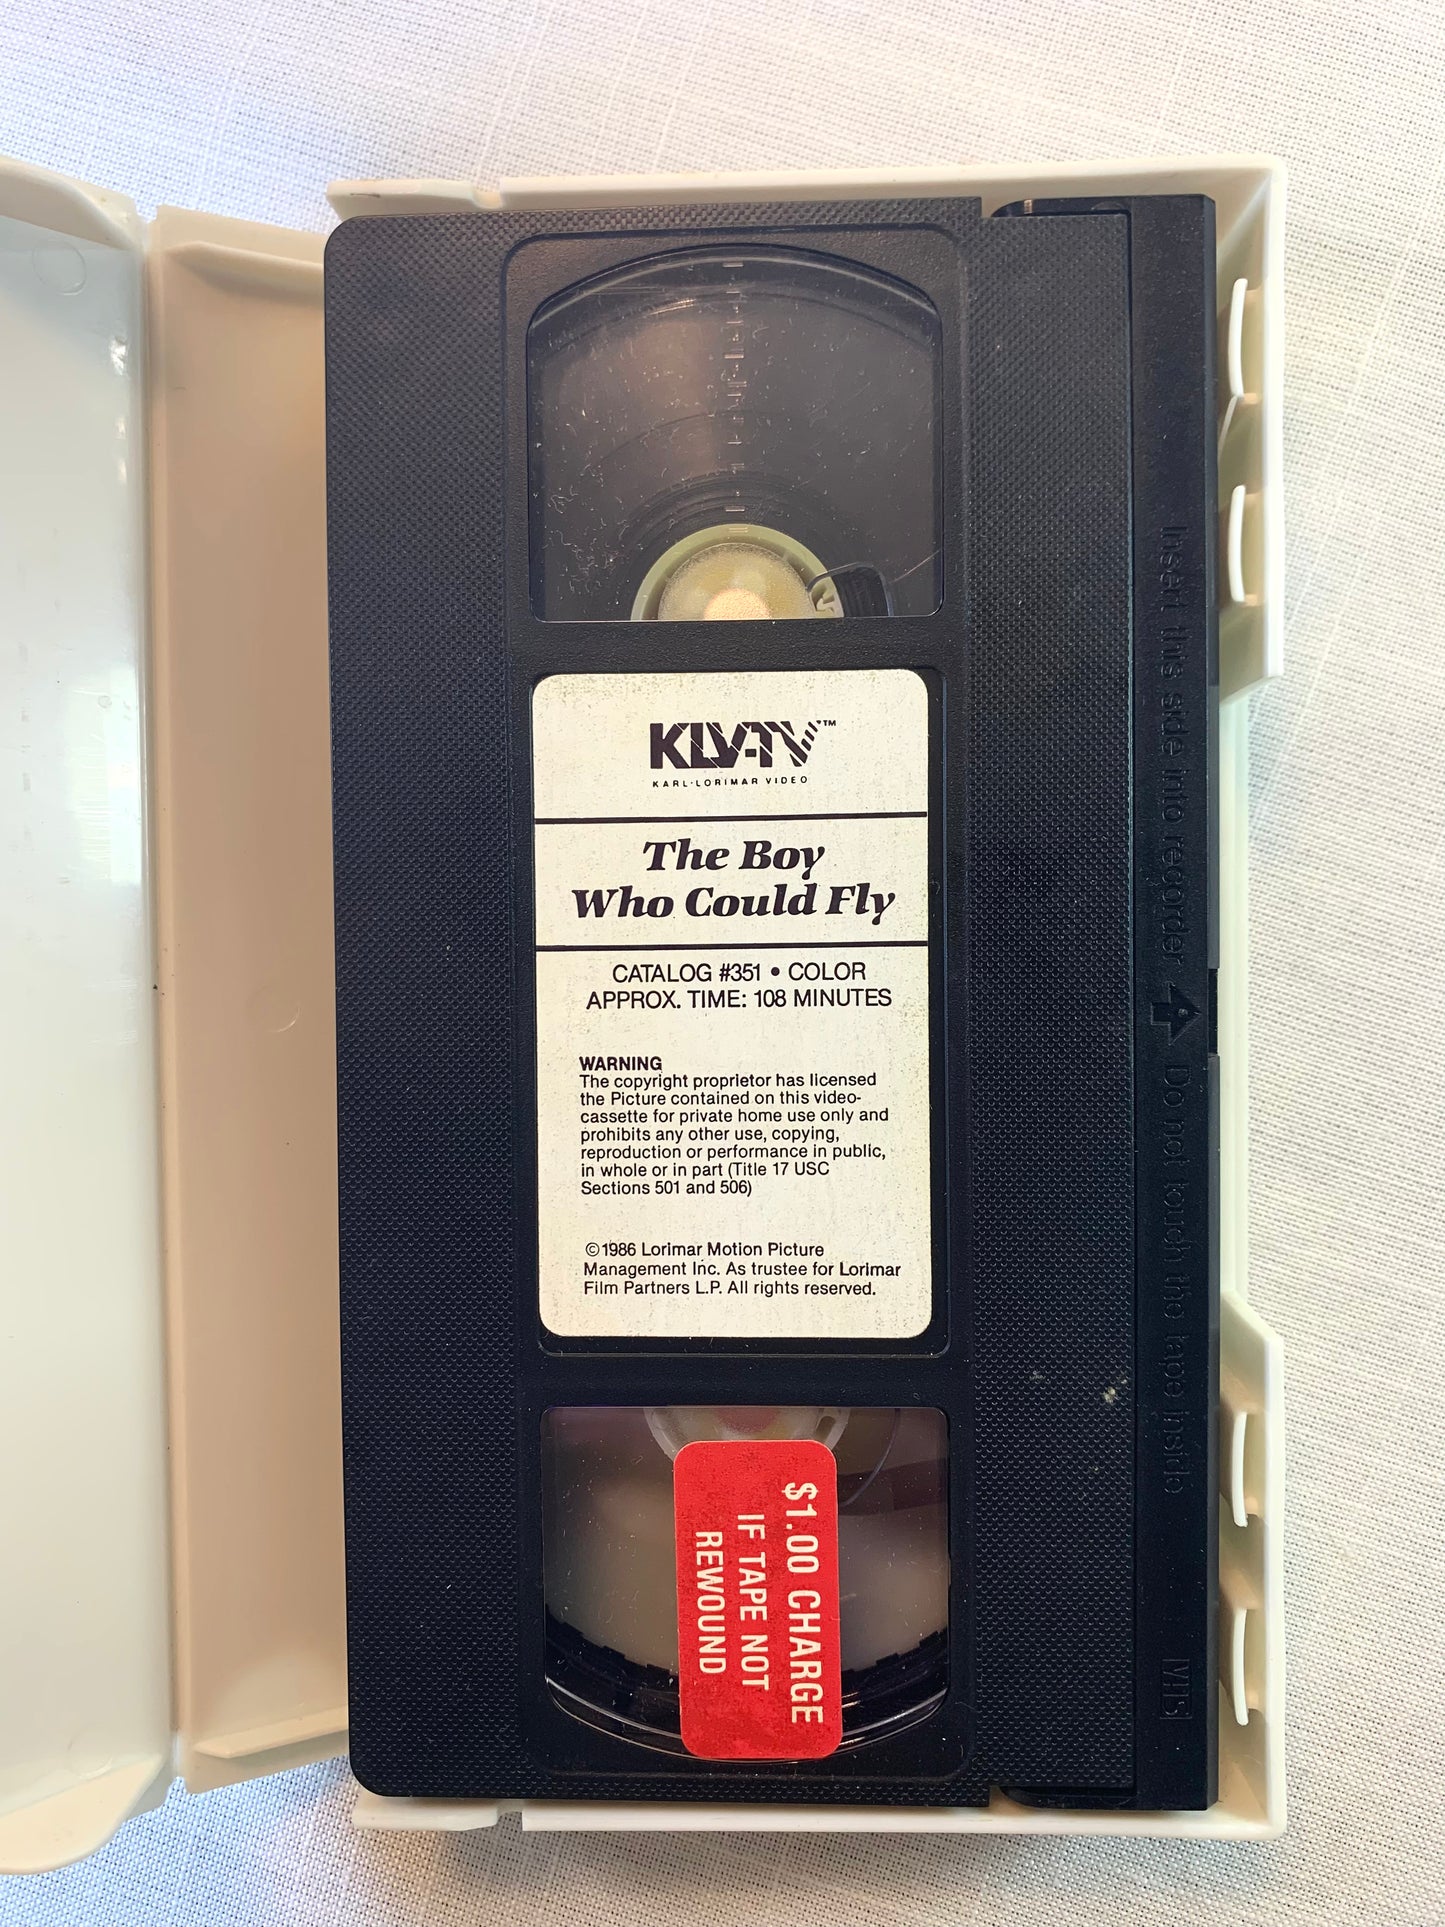 KLV-TV™
KARL·LORIMAR VIDEO
The Boy
Who Could Fly
CATALOG #351 • COLOR
APPROX. TIME: 108 MINUTES
WARNING
The copyright proprietor has licensed
the Picture contained on this video-
cassette for private home use only and
prohibits any other use, copying,
reproduction or performance in public,
in whole or in part (Title 17 USC
Sections 501 and 506)
©1986 Lorimar Motion Picture
Management Inc. As trustee for Lorimar
Film Partners L.P. All rights reserved.
$1.00 CHARGE
IF TAPE NOT
REWOUND
Insert this side into recorder
Do not touch the tape inside
VHS